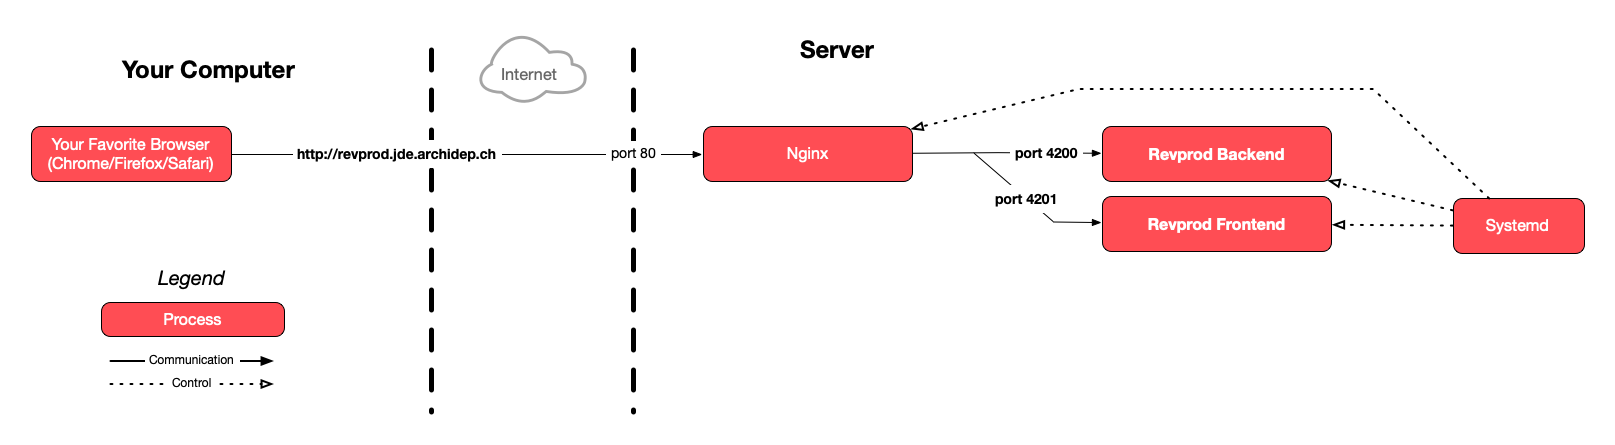 Your Computer
Internet
Server
Your Favorite Browser
(Chrome/Firefox/Safari)
http://revprod.jde.archidep.ch
port 80
Nginx
port 4200
Revprod Backend
port 4201
Revprod Frontend
Systemd
Legend
Process
Communication
Control